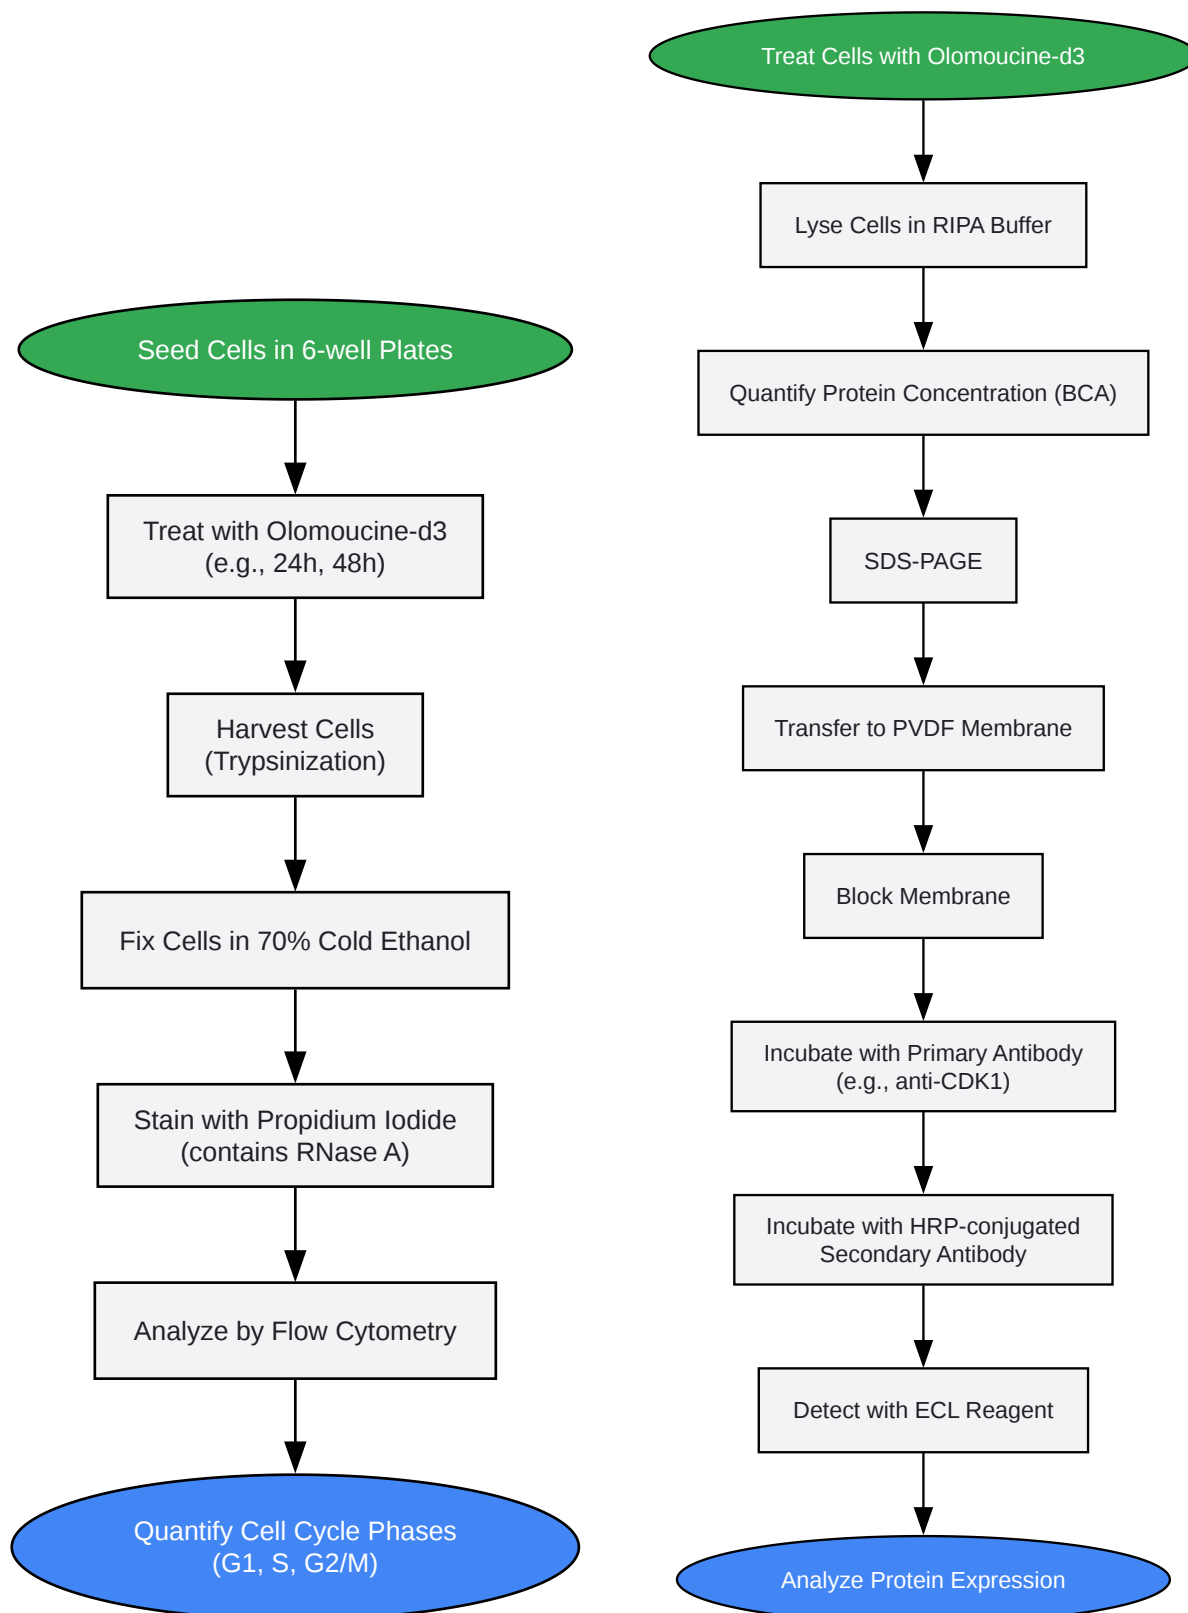 Seed Cells in 6-well Plates
Treat with Olomoucine-d3
(e.g., 24h, 48h)
Harvest Cells
(Trypsinization)
Fix Cells in 70% Cold Ethanol
Stain with Propidium Iodide
(contains RNase A)
Analyze by Flow Cytometry
Quantify Cell Cycle Phases
(G1, S, G2/M)
Treat Cells with Olomoucine-d3
Lyse Cells in RIPA Buffer
Quantify Protein Concentration (BCA)
SDS-PAGE
Transfer to PVDF Membrane
Block Membrane
Incubate with Primary Antibody
(e.g., anti-CDK1)
Incubate with HRP-conjugated
Secondary Antibody
Detect with ECL Reagent
Analyze Protein Expression